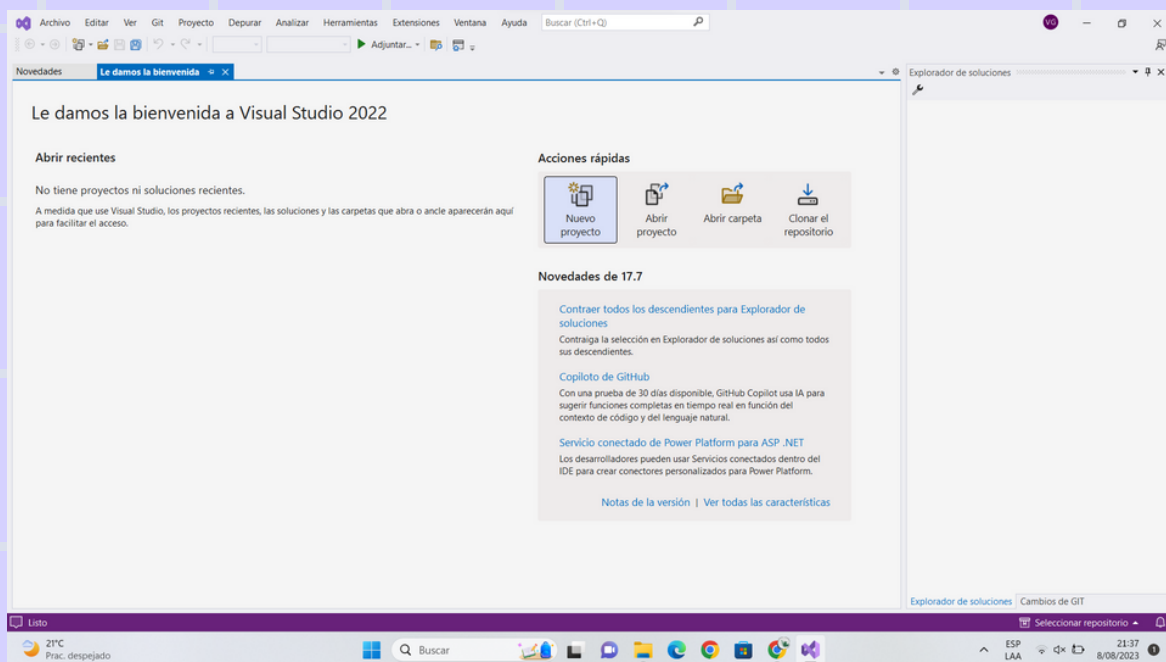 Archivo Editar Ver Git Proyecto Depurar Analizar Herramientas Extensiones Ventana Ayuda Buscar (Ctrl+Q) VG
Adjuntar...
Novedades Le damos la bienvenida Explorador de soluciones
Le damos la bienvenida a Visual Studio 2022
Abrir recientes
No tiene proyectos ni soluciones recientes.
A medida que use Visual Studio, los proyectos recientes, las soluciones y las carpetas que abra o ancle aparecerán aquí
para facilitar el acceso.
Acciones rápidas
Nuevo
proyecto
Abrir
proyecto
Abrir carpeta
Clonar el
repositorio
Novedades de 17.7
Contraer todos los descendientes para Explorador de
soluciones
Contraiga la selección en Explorador de soluciones así como todos
sus descendientes.
Copiloto de GitHub
Con una prueba de 30 días disponible, GitHub Copilot usa IA para
sugerir funciones completas en tiempo real en función del
contexto de código y del lenguaje natural.
Servicio conectado de Power Platform para ASP .NET
Los desarrolladores pueden usar Servicios conectados dentro del
IDE para crear conectores personalizados para Power Platform.
Notas de la versión | Ver todas las características
Explorador de soluciones Cambios de GIT
Listo Seleccionar repositorio
21°C
Prac. despejado
Buscar
ESP
LAA
21:37
8/08/2023